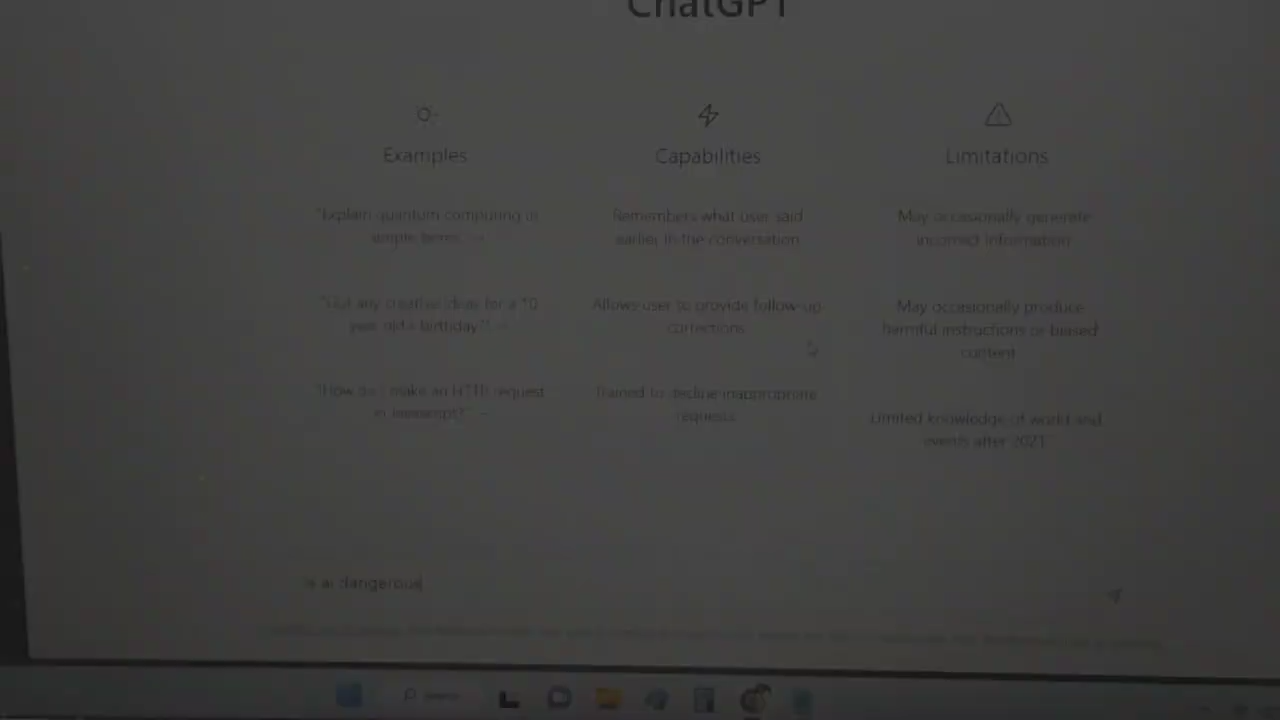 ChatGPT
Examples
Capabilities
Limitations
"Explain quantum computing in
simple terms" →
Remembers what user said
earlier in the conversation
May occasionally generate
incorrect information
"Got any creative ideas for a 10
year old's birthday?" →
Allows user to provide follow-up
corrections
May occasionally produce
harmful instructions or biased
content
"How do I make an HTTP request
in Javascript?" →
Trained to decline inappropriate
requests
Limited knowledge of world and
events after 2021
is ai dangerous
Search